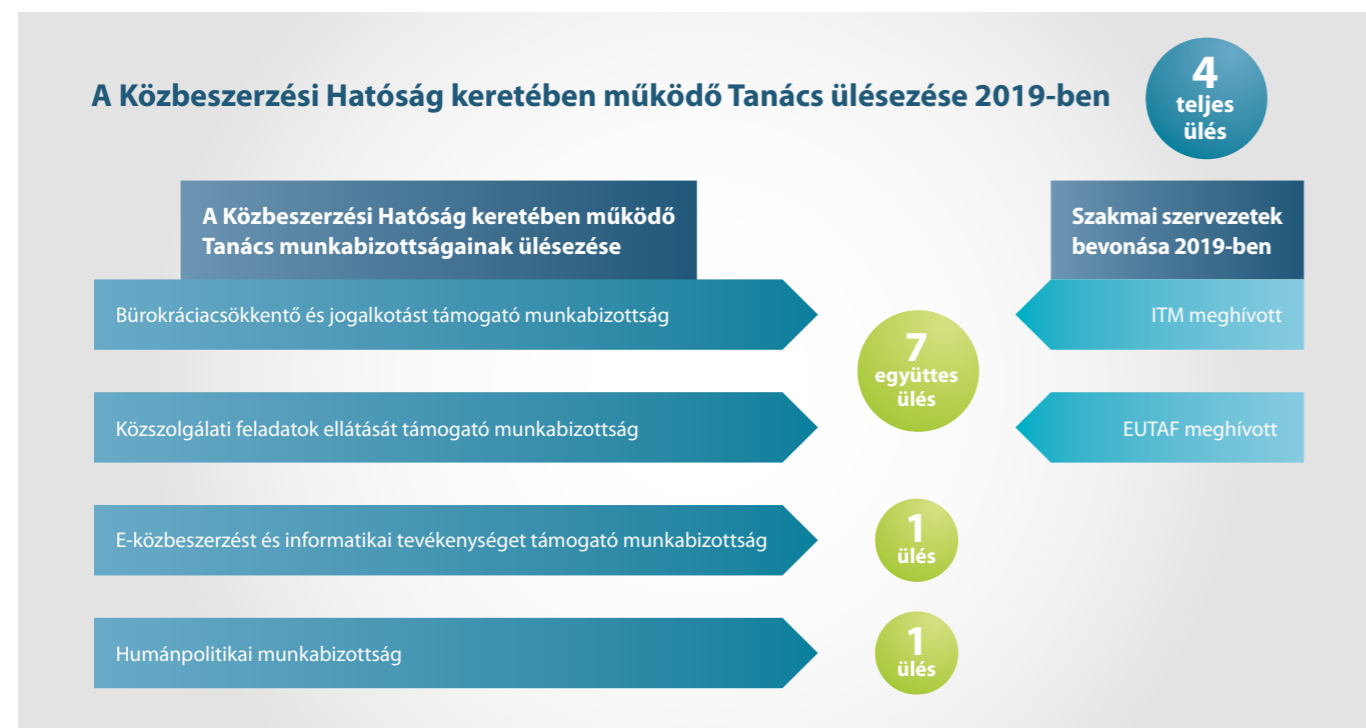 A Közbeszerzési Hatóság keretében működő Tanács ülésezése 2019-ben
4
teljes
ülés
A Közbeszerzési Hatóság keretében működő
Tanács munkabizottságainak ülésezése
Szakmai szervezetek
bevonása 2019-ben
Bürokráciacsökkentő és jogalkotást támogató munkabizottság
ITM meghívott
7
együttes
ülés
Közszolgálati feladatok ellátását támogató munkabizottság
EUTAF meghívott
E-közbeszerzést és informatikai tevékenységet támogató munkabizottság
1
ülés
Humánpolitikai munkabizottság
1
ülés